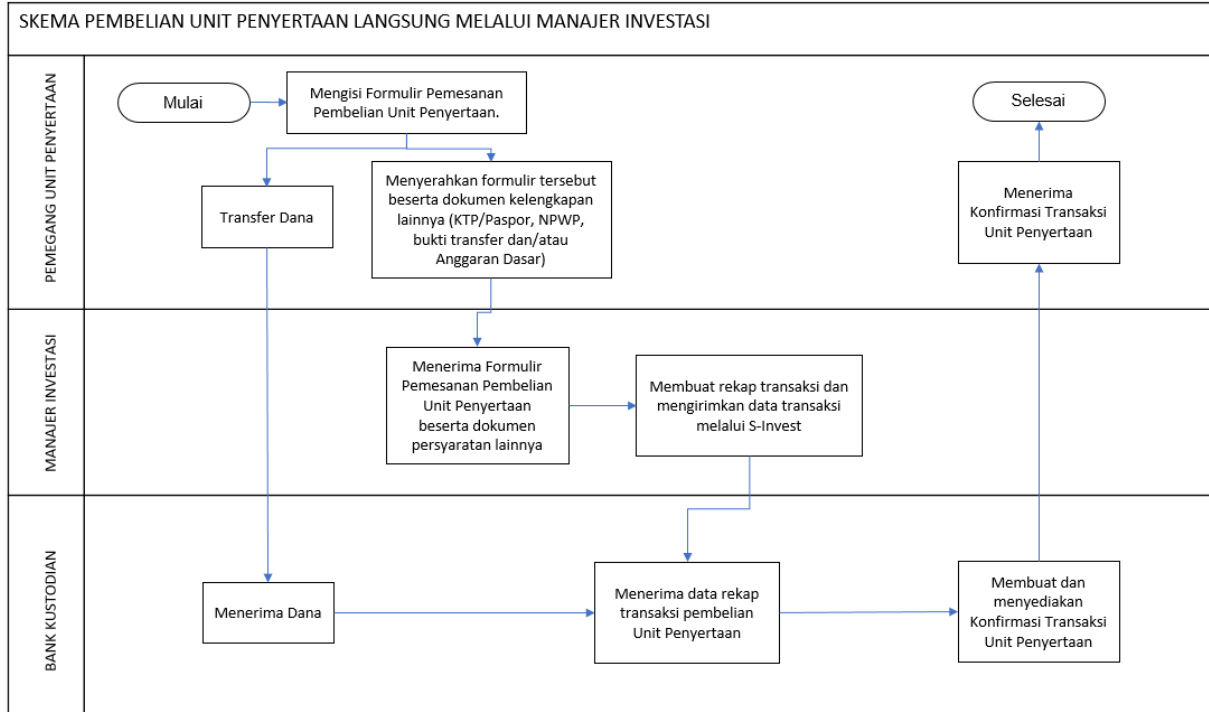 SKEMA PEMBELIAN UNIT PENYERTAAN LANGSUNG MELALUI MANAJER INVESTASI
PEMEGANG UNIT PENYERTAAN
Mulai
Mengisi Formulir Pemesanan
Pembelian Unit Penyertaan.
Transfer Dana
Menyerahkan formulir tersebut
beserta dokumen kelengkapan
lainnya (KTP/Paspor, NPWP,
bukti transfer dan/atau
Anggaran Dasar)
Selesai
Menerima
Konfirmasi Transaksi
Unit Penyertaan
MANAJER INVESTASI
Menerima Formulir
Pemesanan Pembelian
Unit Penyertaan
beserta dokumen
persyaratan lainnya
Membuat rekap transaksi dan
mengirimkan data transaksi
melalui S-Invest
BANK KUSTODIAN
Menerima Dana
Menerima data rekap
transaksi pembelian
Unit Penyertaan
Membuat dan
menyediakan
Konfirmasi Transaksi
Unit Penyertaan